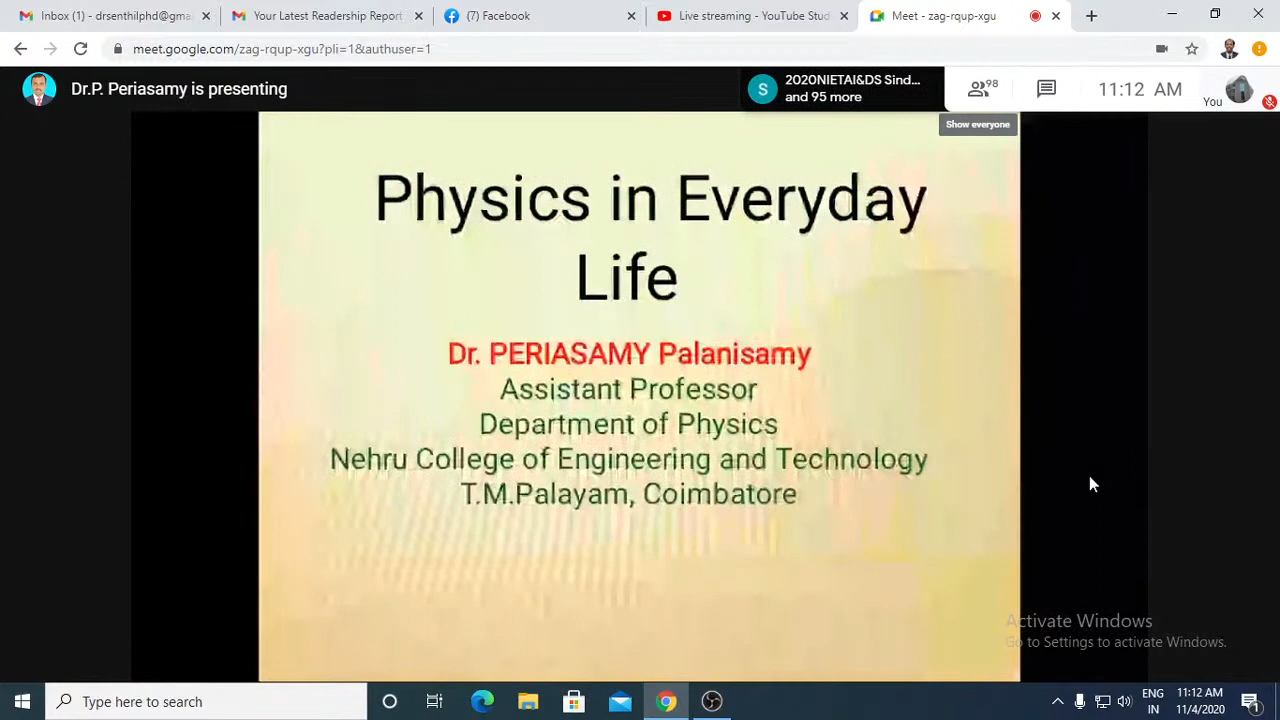 Inbox (1) - drsenthilphd@gma
Your Latest Readership Report
(7) Facebook
Live streaming - YouTube Stud
Meet - zag-rqup-xgu
meet.google.com/zag-rqup-xgu?pli=1&authuser=1
Dr.P. Periasamy is presenting
S
2020NIETAI&DS Sind...
and 95 more
98
11:12 AM
You
Show everyone
Physics in Everyday
Life
Dr. PERIASAMY Palanisamy
Assistant Professor
Department of Physics
Nehru College of Engineering and Technology
T.M.Palayam, Coimbatore
Activate Windows
Go to Settings to activate Windows.
Type here to search
ENG
IN
11:12 AM
11/4/2020
1